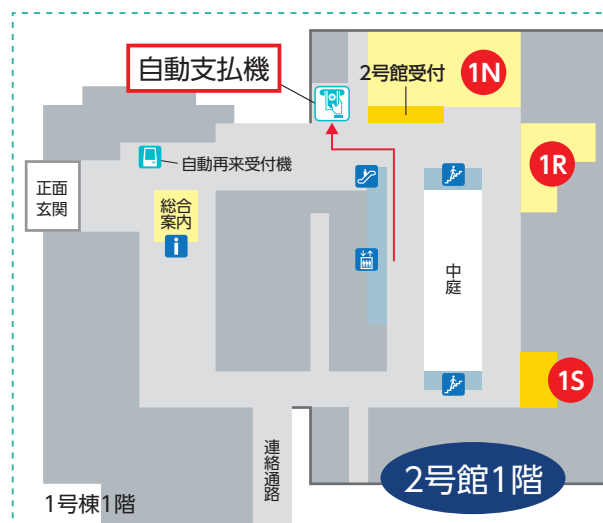 自動支払機
2号館受付
1N
1R
自動再来受付機
正面
玄関
総合
案内
i
中庭
1S
連絡通路
2号館1階
1号棟1階